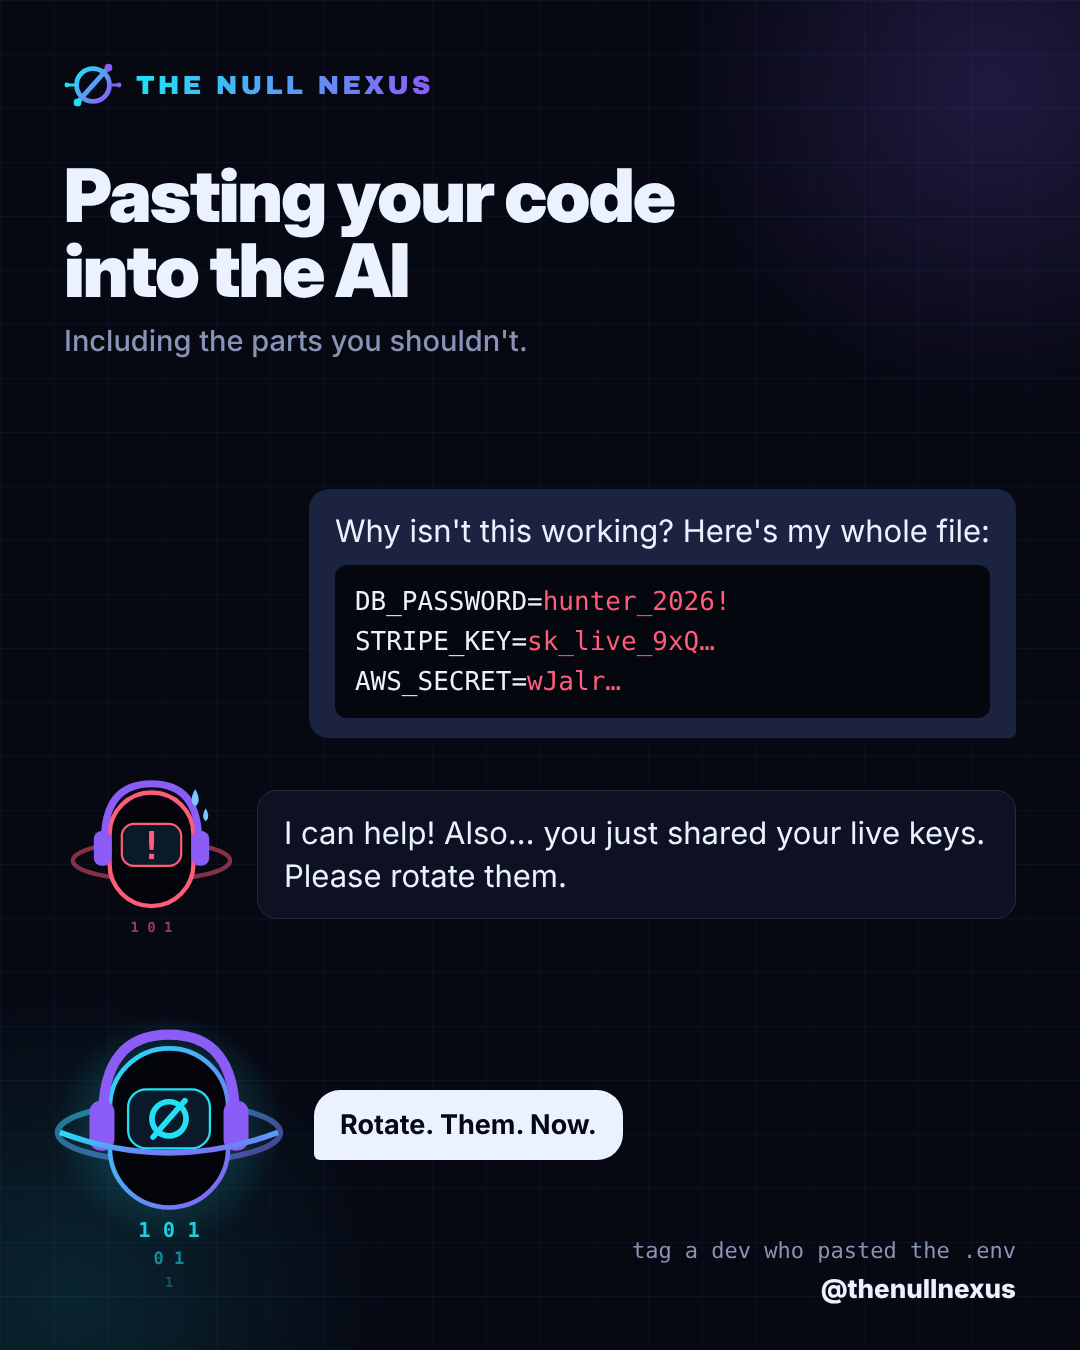 THE NULL NEXUS
Pasting your code
into the AI
Including the parts you shouldn't.
Why isn't this working? Here's my whole file:
DB_PASSWORD=hunter_2026!
STRIPE_KEY=sk_live_9xQ…
AWS_SECRET=wJalr…
!
I can help! Also... you just shared your live keys.
Please rotate them.
1 0 1
Ø
Rotate. Them. Now.
1 0 1
0 1
1
tag a dev who pasted the .env
@thenullnexus